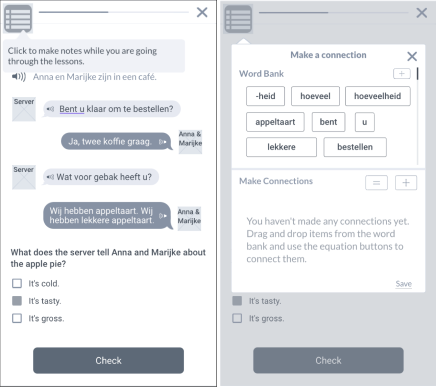 Click to make notes while you are going
through the lessons.
Anna en Marijke zijn in een café.
Server
Bent u klaar om te bestellen?
Ja, twee koffie graag.
Anna &
Marijke
Server
Wat voor gebak heeft u?
Wij hebben appeltaart. Wij
hebben lekkere appeltaart.
Anna &
Marijke
What does the server tell Anna and Marijke about
the apple pie?
It's cold.
It's tasty.
It's gross.
Check
Make a connection
Word Bank
+
-heid
hoeveel
hoeveelheid
appeltaart
bent
u
lekkere
bestellen
Make Connections
=
+
You haven't made any connections yet.
Drag and drop items from the word
bank and use the equation buttons to
connect them.
Save
It's tasty.
It's gross.
Check